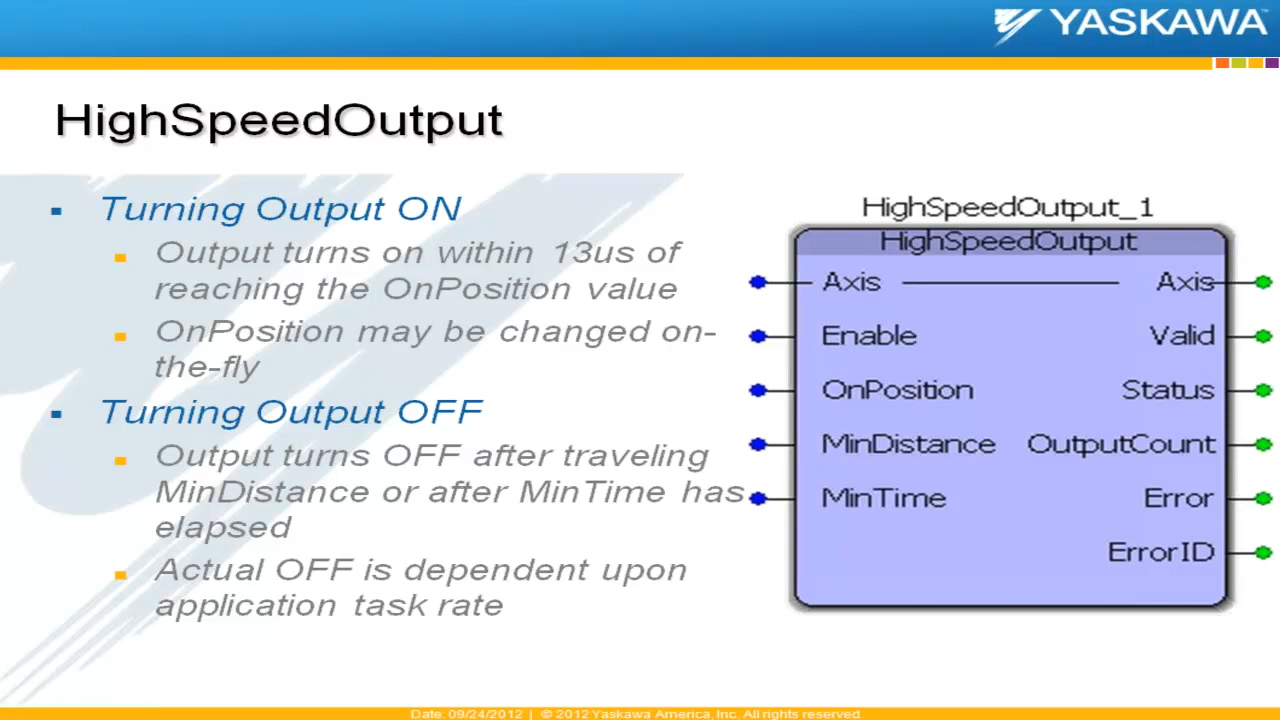 YASKAWA
HighSpeedOutput
Turning Output ON
Output turns on within 13us of
reaching the OnPosition value
OnPosition may be changed on-
the-fly
Turning Output OFF
Output turns OFF after traveling
MinDistance or after MinTime has
elapsed
Actual OFF is dependent upon
application task rate
HighSpeedOutput_1
HighSpeedOutput
Axis Axis
Enable Valid
OnPosition Status
MinDistance OutputCount
MinTime Error
ErrorID
Date: 09/24/2012 | © 2012 Yaskawa America, Inc. All rights reserved.